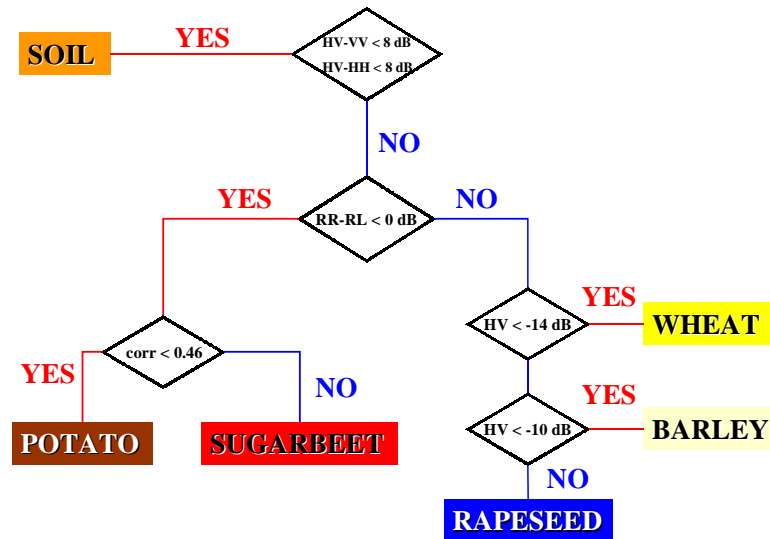 YES
SOIL
HV-VV < 8 dB
HV-HH < 8 dB
NO
YES
NO
RR-RL < 0 dB
YES
HV < -14 dB
WHEAT
corr < 0.46
YES
NO
YES
HV < -10 dB
BARLEY
POTATO
SUGARBEET
NO
RAPESEED